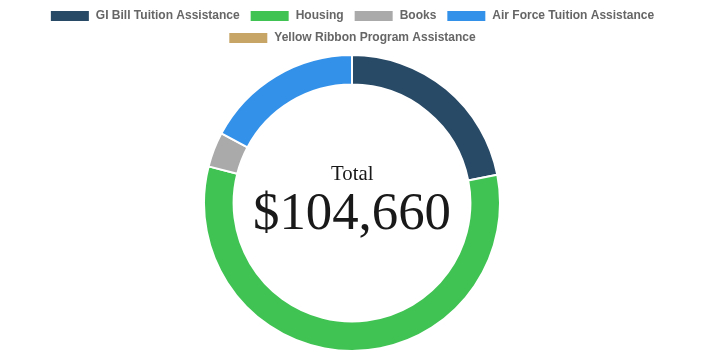 GI Bill Tuition Assistance Housing Books Air Force Tuition Assistance
Yellow Ribbon Program Assistance
Total
$104,660